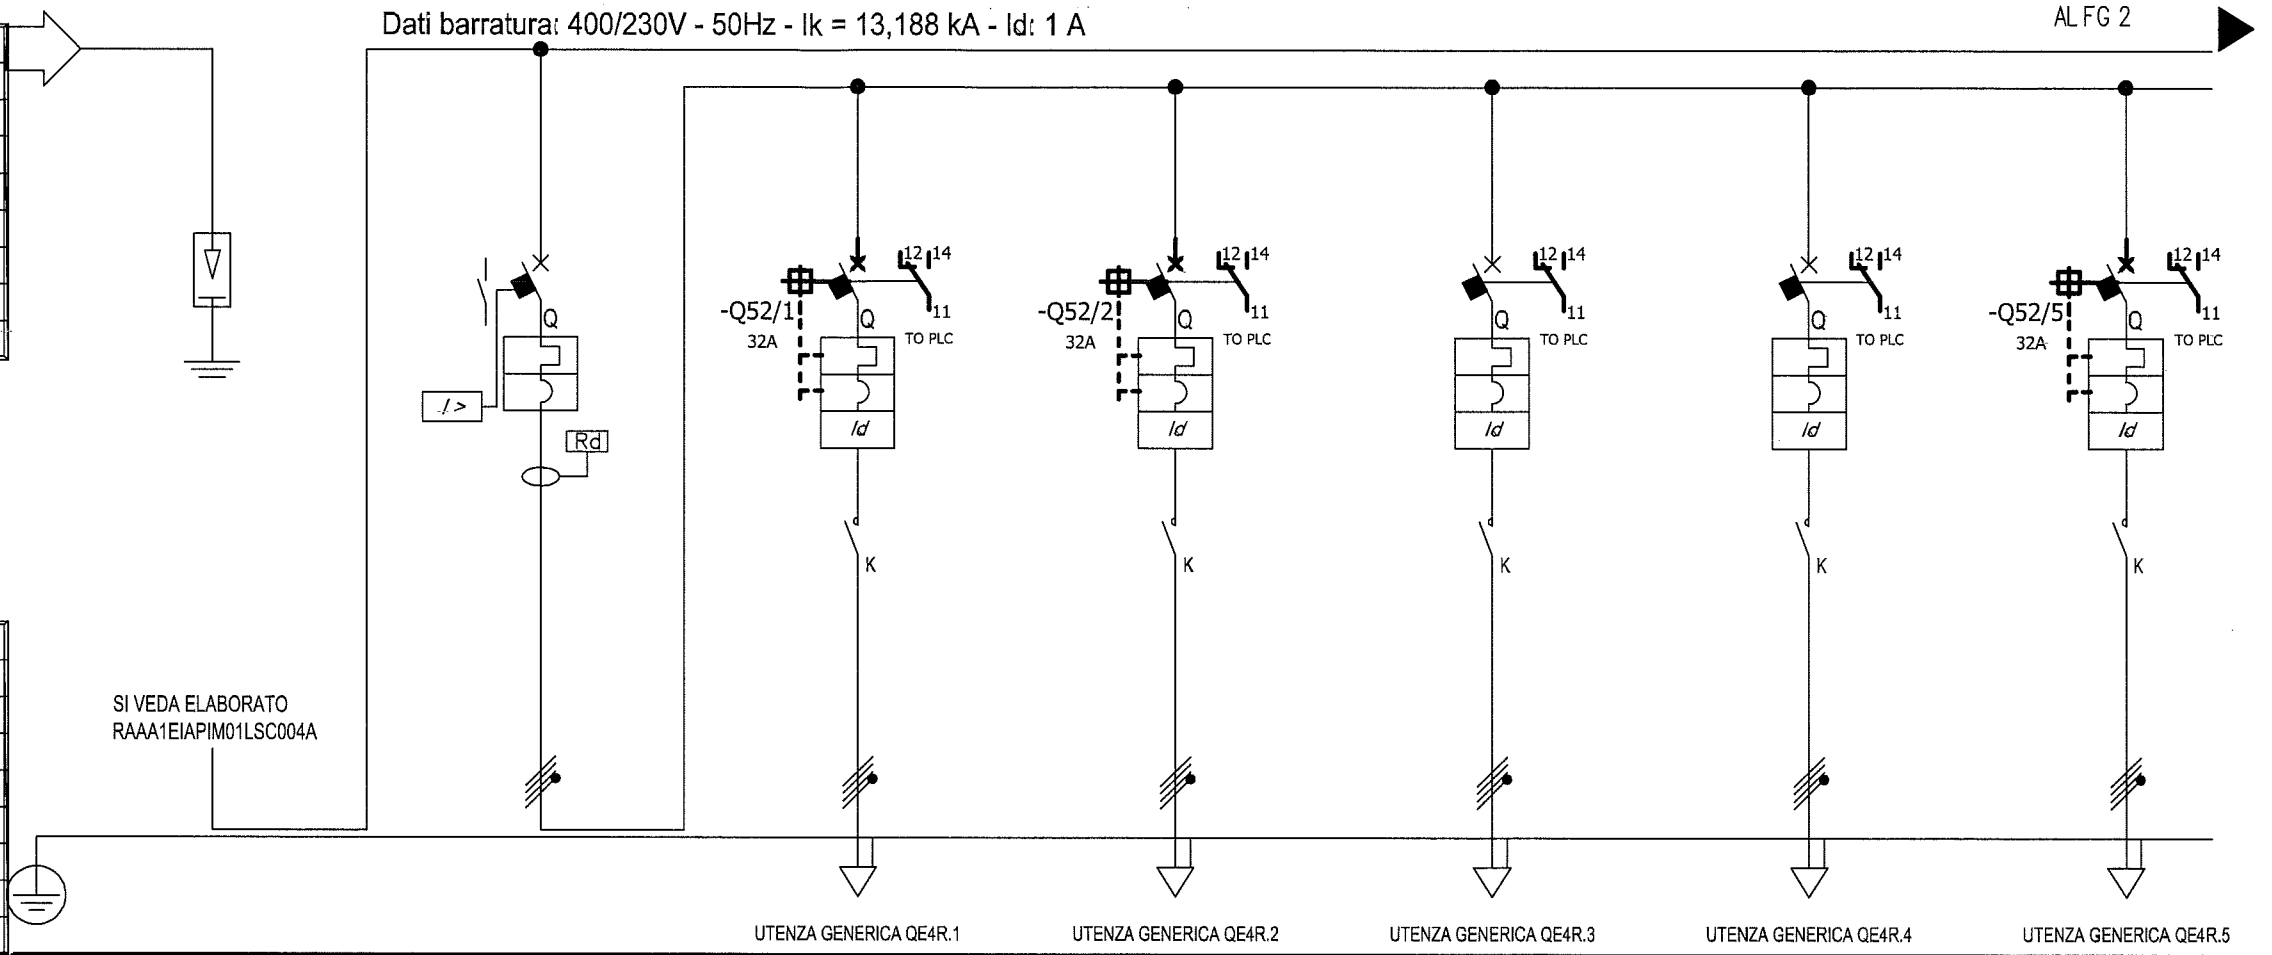 Dati barratura: 400/230V - 50Hz - Ik = 13,188 kA - Id: 1 A
AL FG 2
12 14
12 14
12 14
12 14
12 14
-Q52/1
32A
Q
11
TO PLC
-Q52/2
32A
Q
11
TO PLC
Q
11
TO PLC
Q
11
TO PLC
-Q52/5
32A
Q
11
TO PLC
Q
I >
Rd
Id
Id
Id
Id
Id
K
K
K
K
K
SI VEDA ELABORATO
RAAA1EIAPIM01LSC004A
UTENZA GENERICA QE4R.1
UTENZA GENERICA QE4R.2
UTENZA GENERICA QE4R.3
UTENZA GENERICA QE4R.4
UTENZA GENERICA QE4R.5